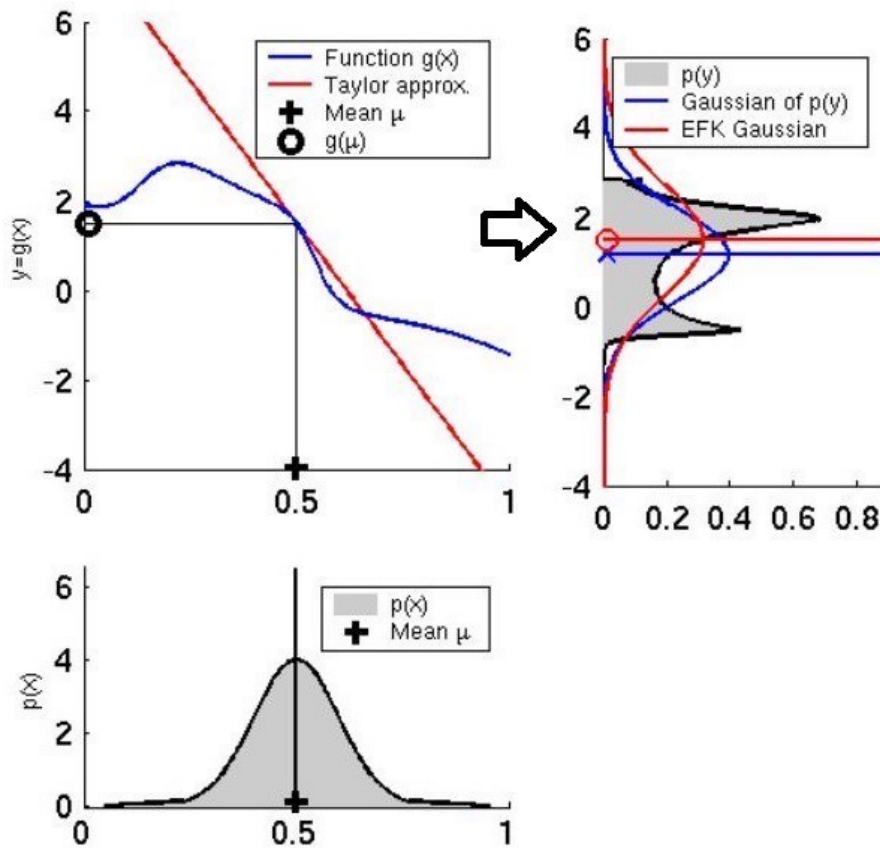 6
4
2
0
-2
-4
y=g(x)
Function g(x)
Taylor approx.
Mean μ
g(μ)
0
0.5
1
6
4
2
0
-2
-4
p(y)
Gaussian of p(y)
EFK Gaussian
0 0.2 0.4 0.6 0.8
6
4
2
0
p(x)
p(x)
Mean μ
0
0.5
1